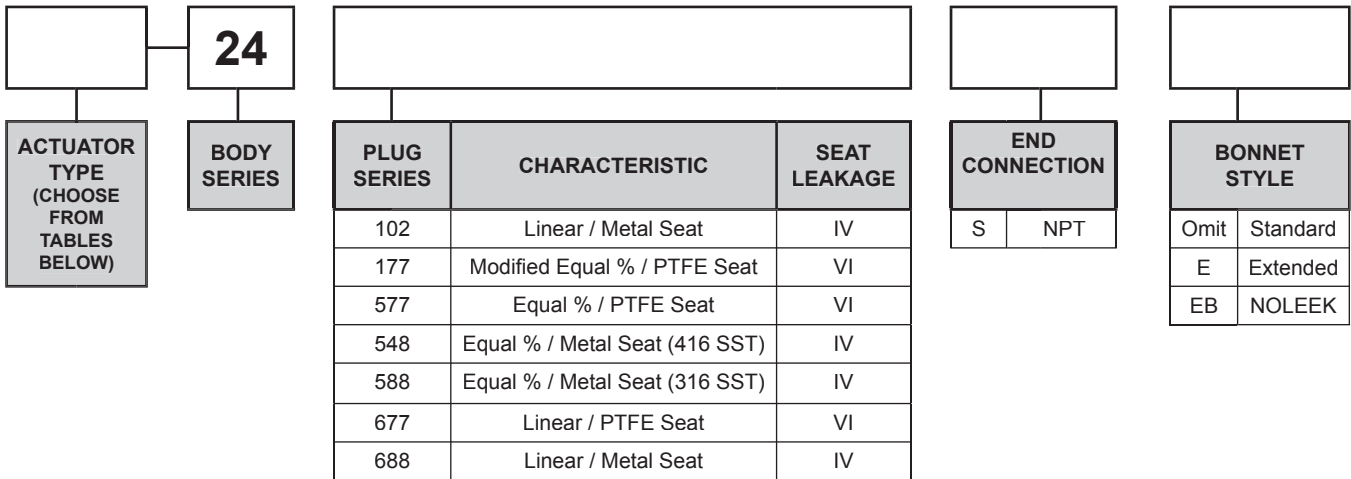 24
ACTUATOR
TYPE
(CHOOSE
FROM
TABLES
BELOW)
BODY
SERIES
PLUG
SERIES
CHARACTERISTIC
SEAT
LEAKAGE
102 Linear / Metal Seat IV
177 Modified Equal % / PTFE Seat VI
577 Equal % / PTFE Seat VI
548 Equal % / Metal Seat (416 SST) IV
588 Equal % / Metal Seat (316 SST) IV
677 Linear / PTFE Seat VI
688 Linear / Metal Seat IV
END
CONNECTION
S NPT
BONNET
STYLE
Omit Standard
E Extended
EB NOLEEK